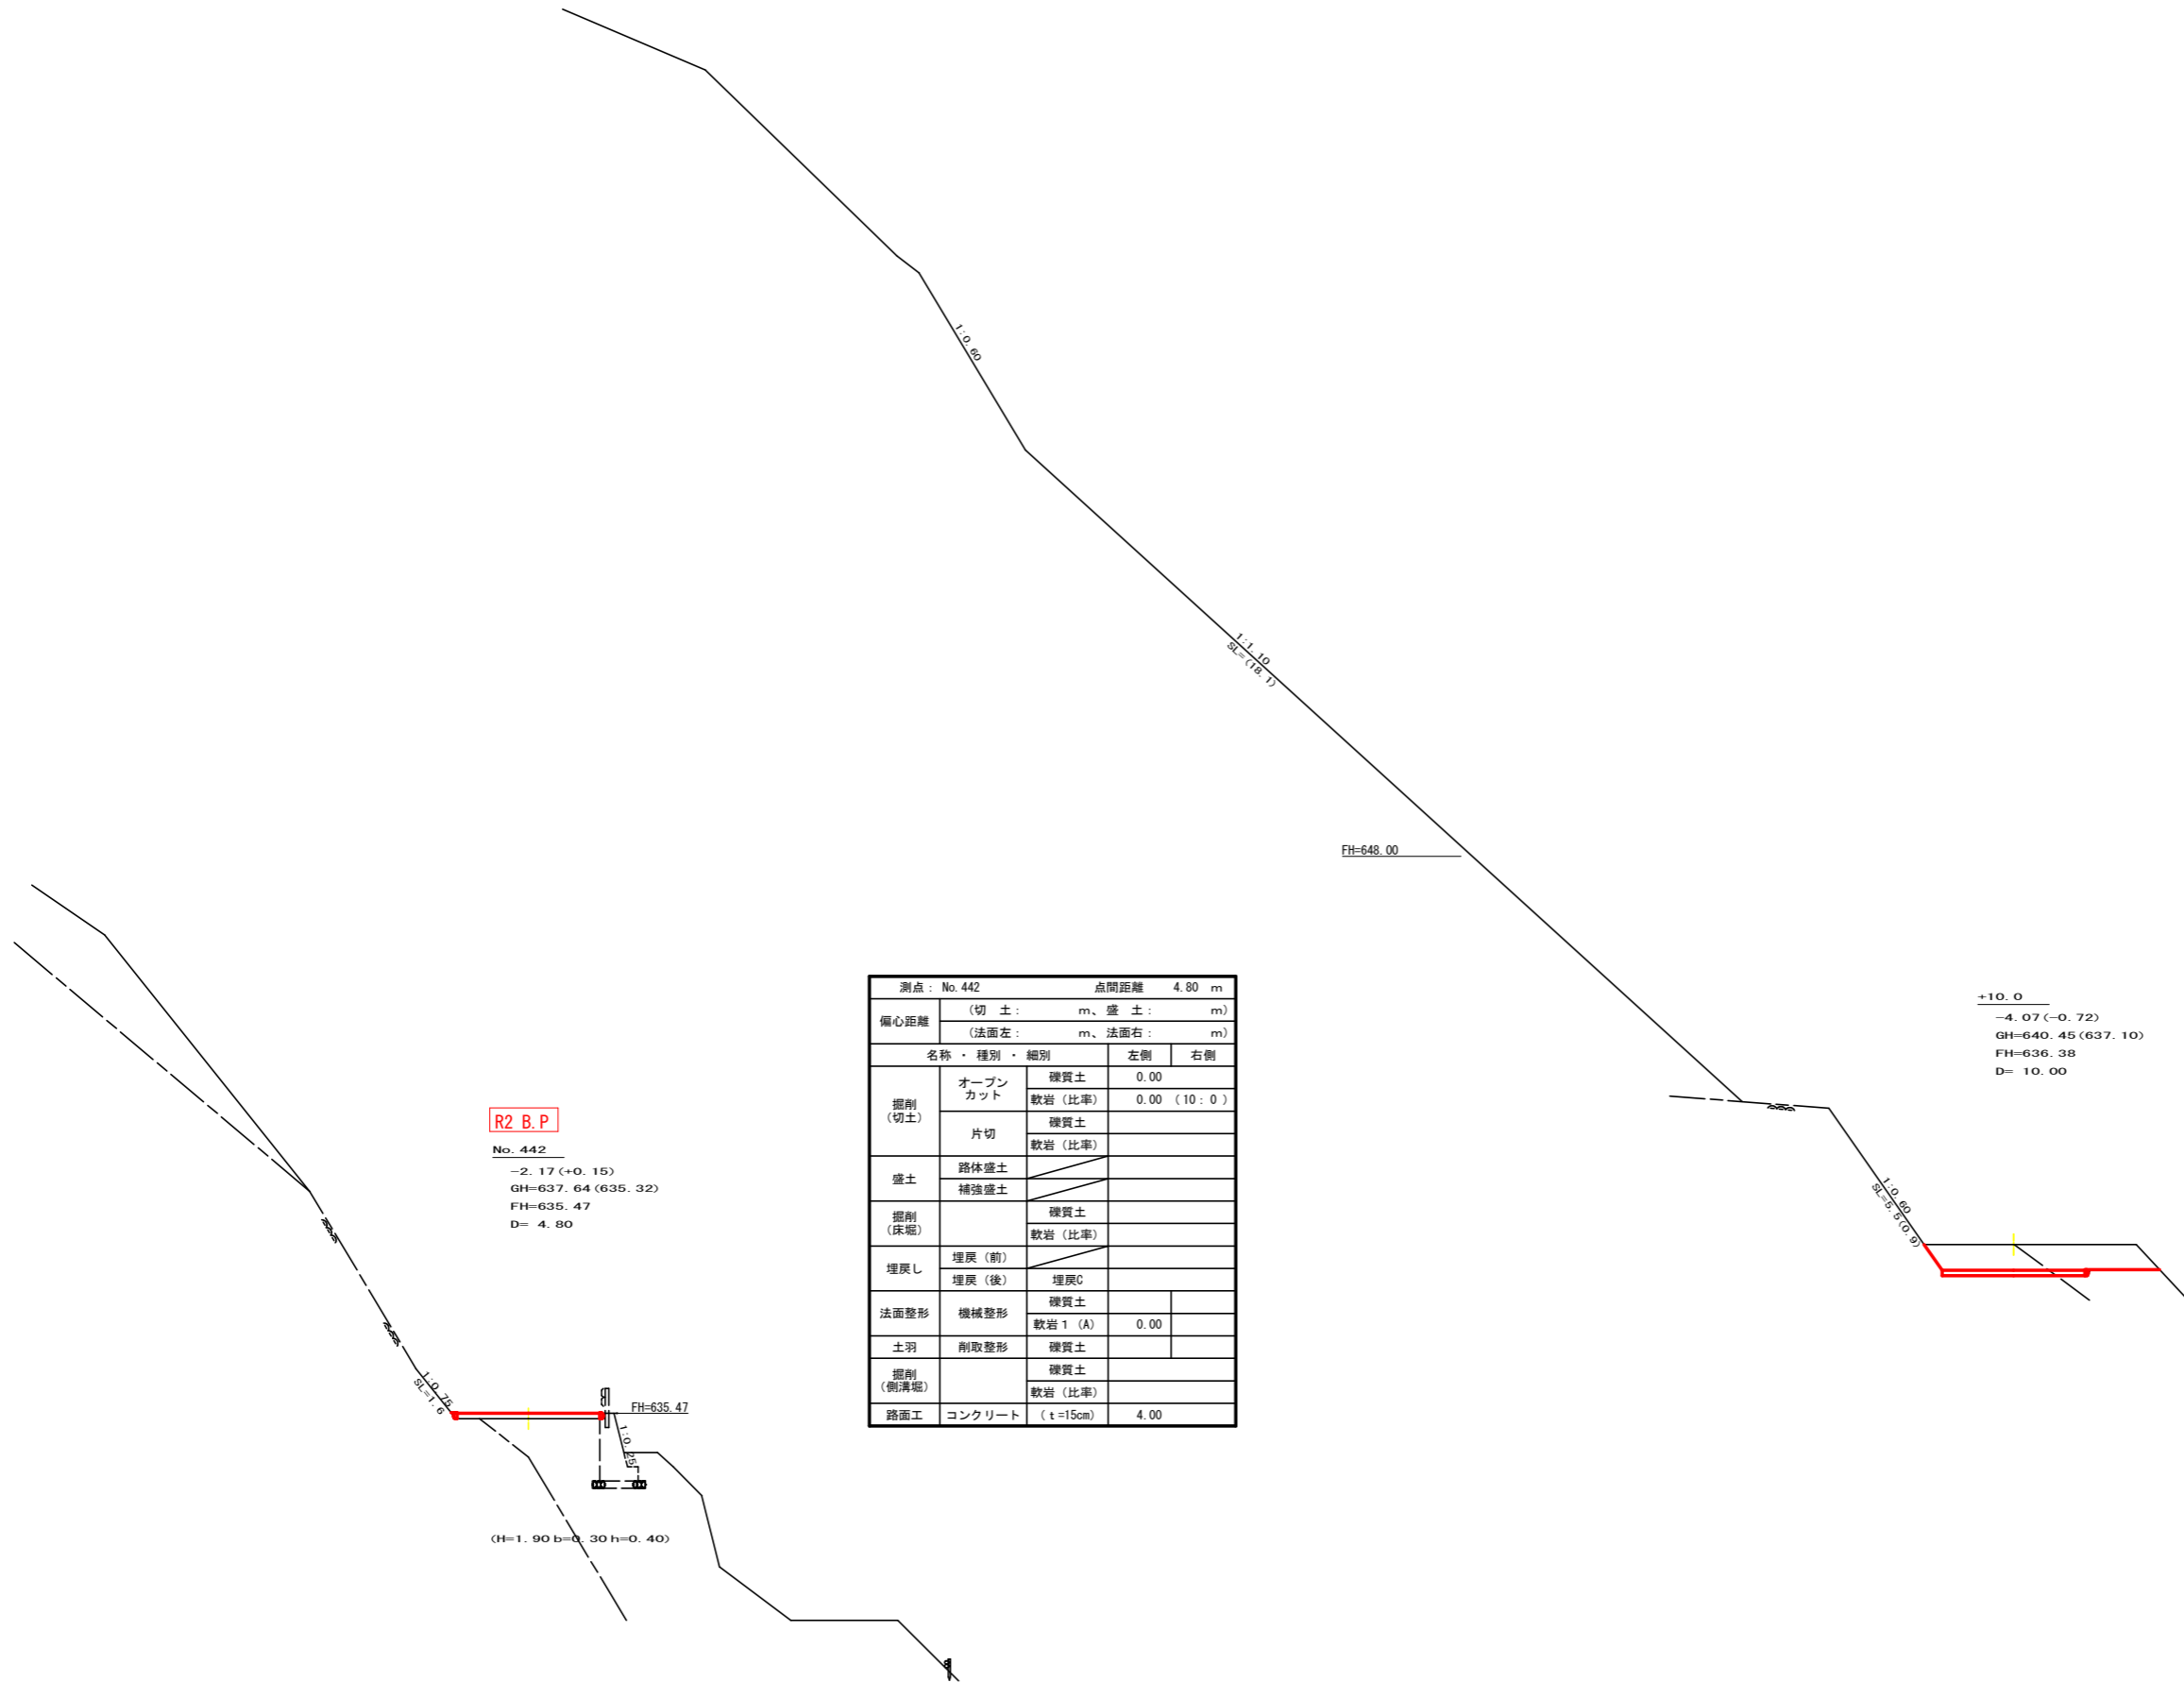 1:0.60
1:1.10
SL=(18.1)
FH=648.00
+10.0
-4.07(-0.72)
GH=640.45(637.10)
FH=636.38
D= 10.00
1:0.60
SL=5.5(0.9)
R2 B.P
No.442
-2.17(+0.15)
GH=637.64(635.32)
FH=635.47
D= 4.80
1:0.75
SL=1.6
FH=635.47
1:0.25
(H=1.90 b=0.30 h=0.40)
測点: No.442 点間距離 4.80 m
偏心距離 (切 土: m、盛 土: m)
(法面左: m、法面右: m)
名称 ・ 種別 ・ 細別 左側 右側
掘削(切土) オープンカット 礫質土 0.00
軟岩(比率) 0.00 (10:0)
片切 礫質土
軟岩(比率)
盛土 路体盛土
補強盛土
掘削(床堀) 礫質土
軟岩(比率)
埋戻し 埋戻(前)
埋戻(後) 埋戻C
法面整形 機械整形 礫質土
軟岩1(A) 0.00
土羽 削取整形 礫質土
掘削(側溝堀) 礫質土
軟岩(比率)
路面工 コンクリート (t=15cm) 4.00